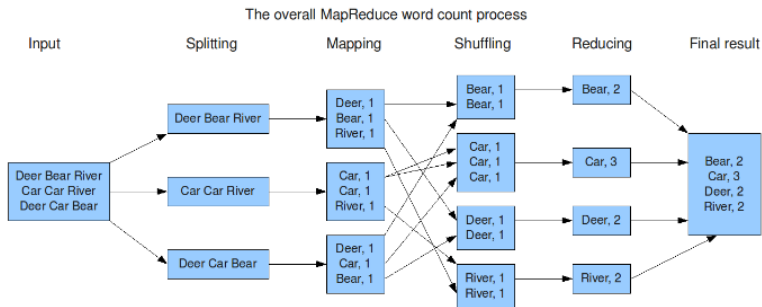 The overall MapReduce word count process
Input
Splitting
Mapping
Shuffling
Reducing
Final result
Deer Bear River
Car Car River
Deer Car Bear
Deer Bear River
Car Car River
Deer Car Bear
Deer, 1
Bear, 1
River, 1
Car, 1
Car, 1
River, 1
Deer, 1
Car, 1
Bear, 1
Bear, 1
Bear, 1
Car, 1
Car, 1
Car, 1
Deer, 1
Deer, 1
River, 1
River, 1
Bear, 2
Car, 3
Deer, 2
River, 2
Bear, 2
Car, 3
Deer, 2
River, 2